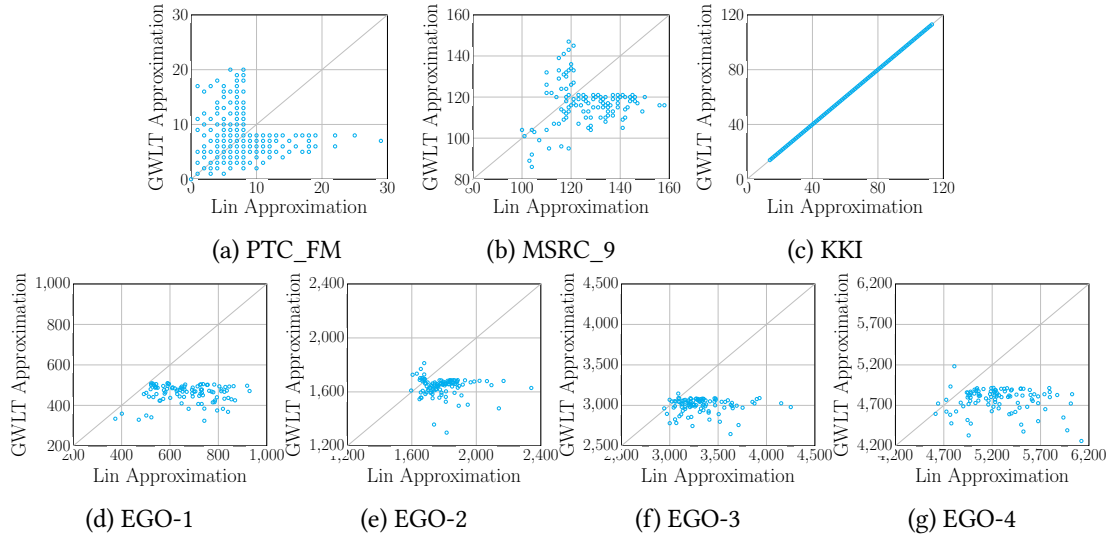 GWLT Approximation
30
20
10
0
0 10 20 30
Lin Approximation
(a) PTC_FM
GWLT Approximation
160
140
120
100
80
80 100 120 140 160
Lin Approximation
(b) MSRC_9
GWLT Approximation
120
80
40
0
0 40 80 120
Lin Approximation
(c) KKI
GWLT Approximation
1,000
800
600
400
200
200 400 600 800 1,000
Lin Approximation
(d) EGO-1
GWLT Approximation
2,400
2,000
1,600
1,200
1,200 1,600 2,000 2,400
Lin Approximation
(e) EGO-2
GWLT Approximation
4,500
4,000
3,500
3,000
2,500
2,500 3,000 3,500 4,000 4,500
Lin Approximation
(f) EGO-3
GWLT Approximation
6,200
5,700
5,200
4,700
4,200
4,200 4,700 5,200 5,700 6,200
Lin Approximation
(g) EGO-4